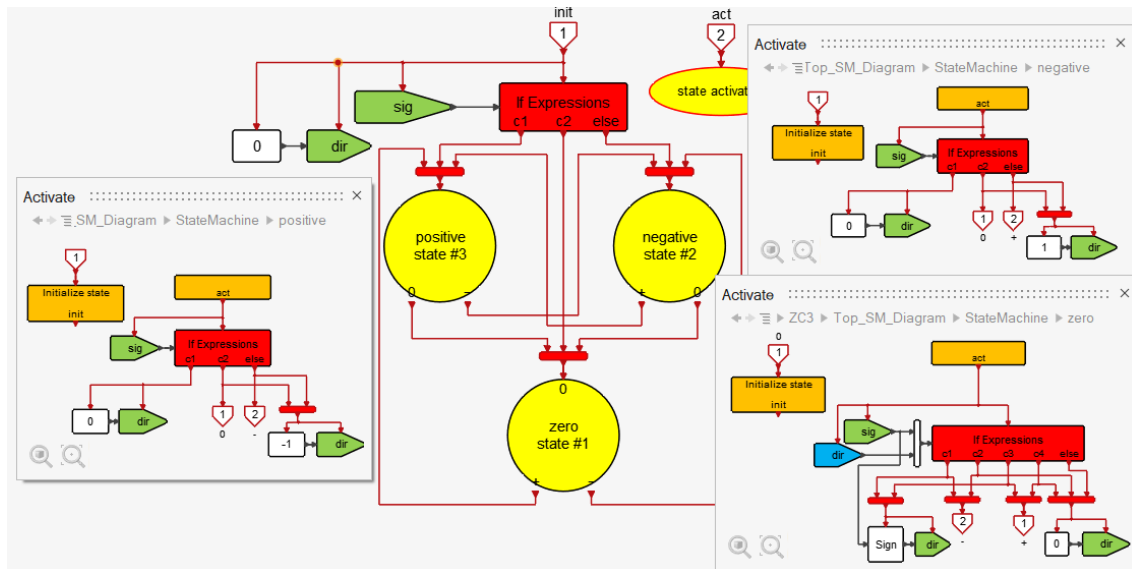 init
1
act
2
state activat
sig
If Expressions
c1 c2 else
0
dir
positive
state #3
0 −
negative
state #2
+ 0
0
zero
state #1
+ −
Activate
SM_Diagram StateMachine positive
1
Initialize state
init
act
sig
If Expressions
c1 c2 else
0
dir
1
0
2
-
-1
dir
Activate
Top_SM_Diagram StateMachine negative
1
Initialize state
init
act
sig
If Expressions
c1 c2 else
0
dir
1
0
2
+
1
dir
Activate
ZC3 Top_SM_Diagram StateMachine zero
0
1
Initialize state
init
act
sig
dir
If Expressions
c1 c2 c3 c4 else
Sign
dir
2
-
1
+
0
dir